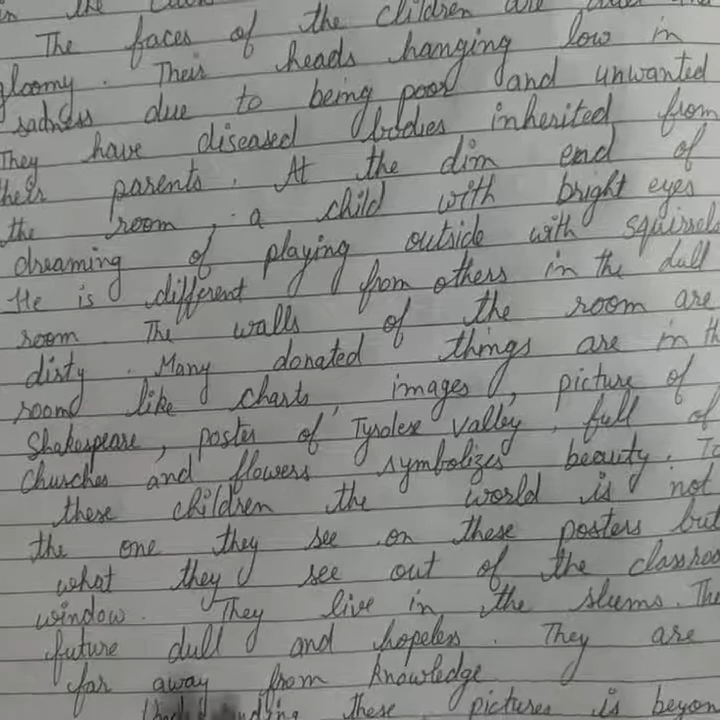 in the
The faces of the children are
gloomy. Their heads hanging low in
sadness due to being poor and unwanted
They have diseased bodies inherited from
their parents. At the dim end of
the room, a child with bright eyes
dreaming of playing outside with squirrels
He is different from others in the dull
room. The walls of the room are
dirty. Many donated things are in th
room like charts, images, picture of
Shakespeare, poster of Tyrolese valley, full of
churches and flowers symbolizes beauty. To
these children the world is not
the one they see on these posters but
what they see out of the classroo
window. They live in the slums. The
future dull and hopeless. They are
far away from knowledge
these pictures is beyon